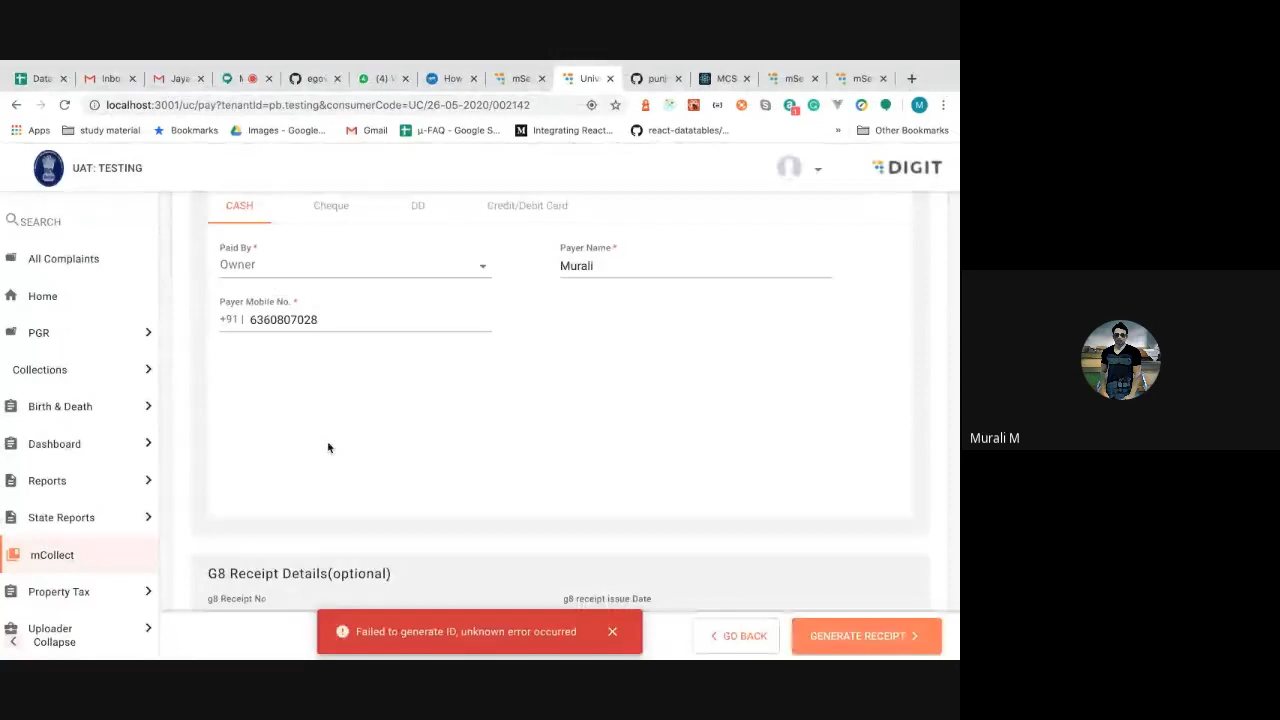 Data
Inbo
Jaya
egov
How
mSe
Univ
punj
MCS
mSe
mSe
localhost:3001/uc/pay?tenantId=pb.testing&consumerCode=UC/26-05-2020/002142
Apps
study material
Bookmarks
Images - Google...
Gmail
μ-FAQ - Google S...
Integrating React...
react-datatables/...
»
Other Bookmarks
UAT: TESTING
DIGIT
SEARCH
All Complaints
Home
PGR
Collections
Birth & Death
Dashboard
Reports
State Reports
mCollect
Property Tax
Uploader
Collapse
CASH
Cheque
DD
Credit/Debit Card
Paid By *
Owner
Payer Name *
Murali
Payer Mobile No. *
+91 | 6360807028
G8 Receipt Details(optional)
g8 Receipt No
g8 receipt issue Date
Failed to generate ID, unknown error occurred
GO BACK
GENERATE RECEIPT
Murali M